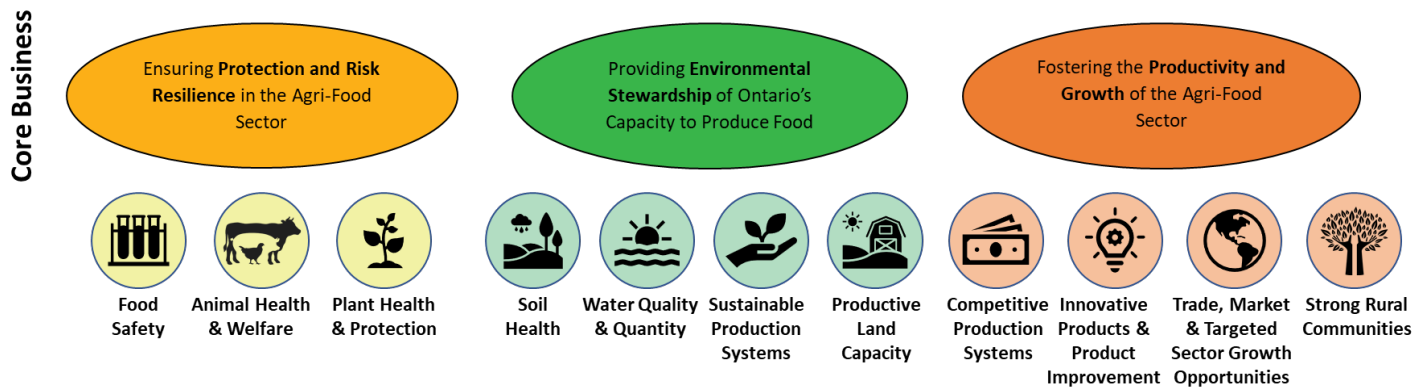 Core Business
Ensuring Protection and Risk
Resilience in the Agri-Food
Sector
Providing Environmental
Stewardship of Ontario's
Capacity to Produce Food
Fostering the Productivity and
Growth of the Agri-Food
Sector
Food
Safety
Animal Health
& Welfare
Plant Health
& Protection
Soil
Health
Water Quality
& Quantity
Sustainable
Production
Systems
Productive
Land
Capacity
Competitive
Production
Systems
Innovative
Products &
Product
Improvement
Trade, Market
& Targeted
Sector Growth
Opportunities
Strong Rural
Communities